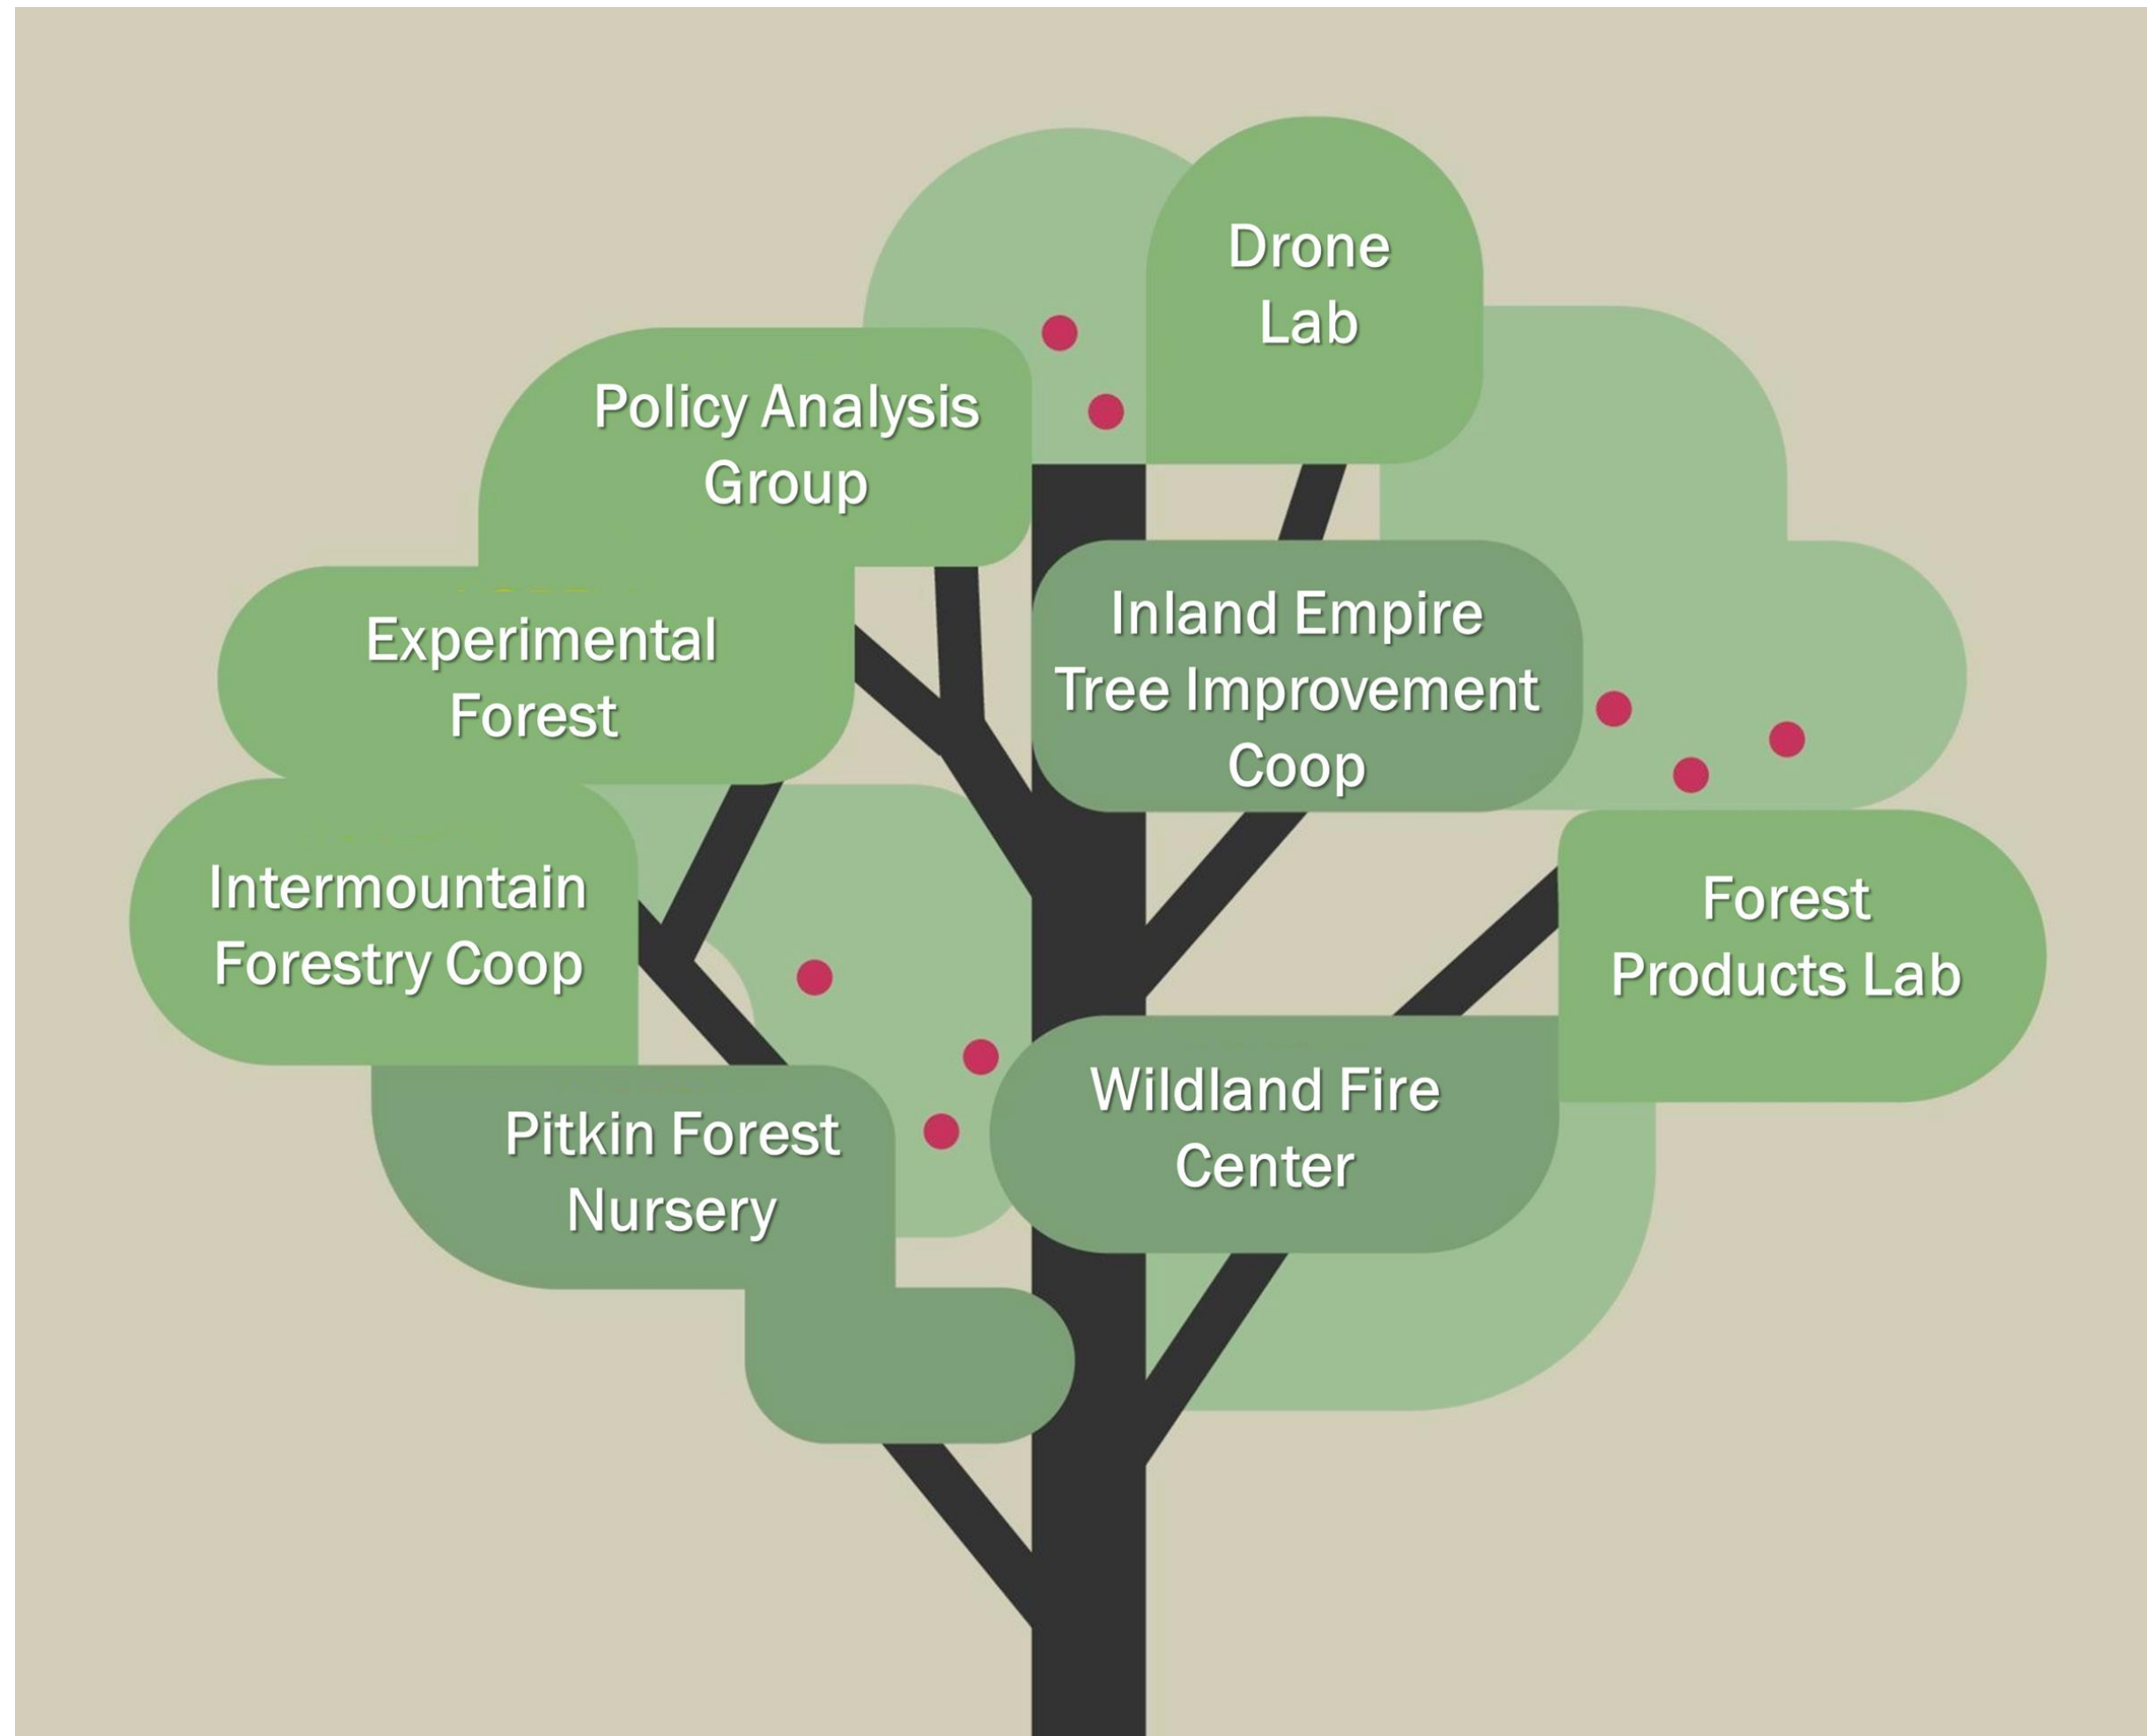 Drone
Lab
Policy Analysis
Group
Inland Empire
Tree Improvement
Coop
Experimental
Forest
Intermountain
Forestry Coop
Forest
Products Lab
Wildland Fire
Center
Pitkin Forest
Nursery